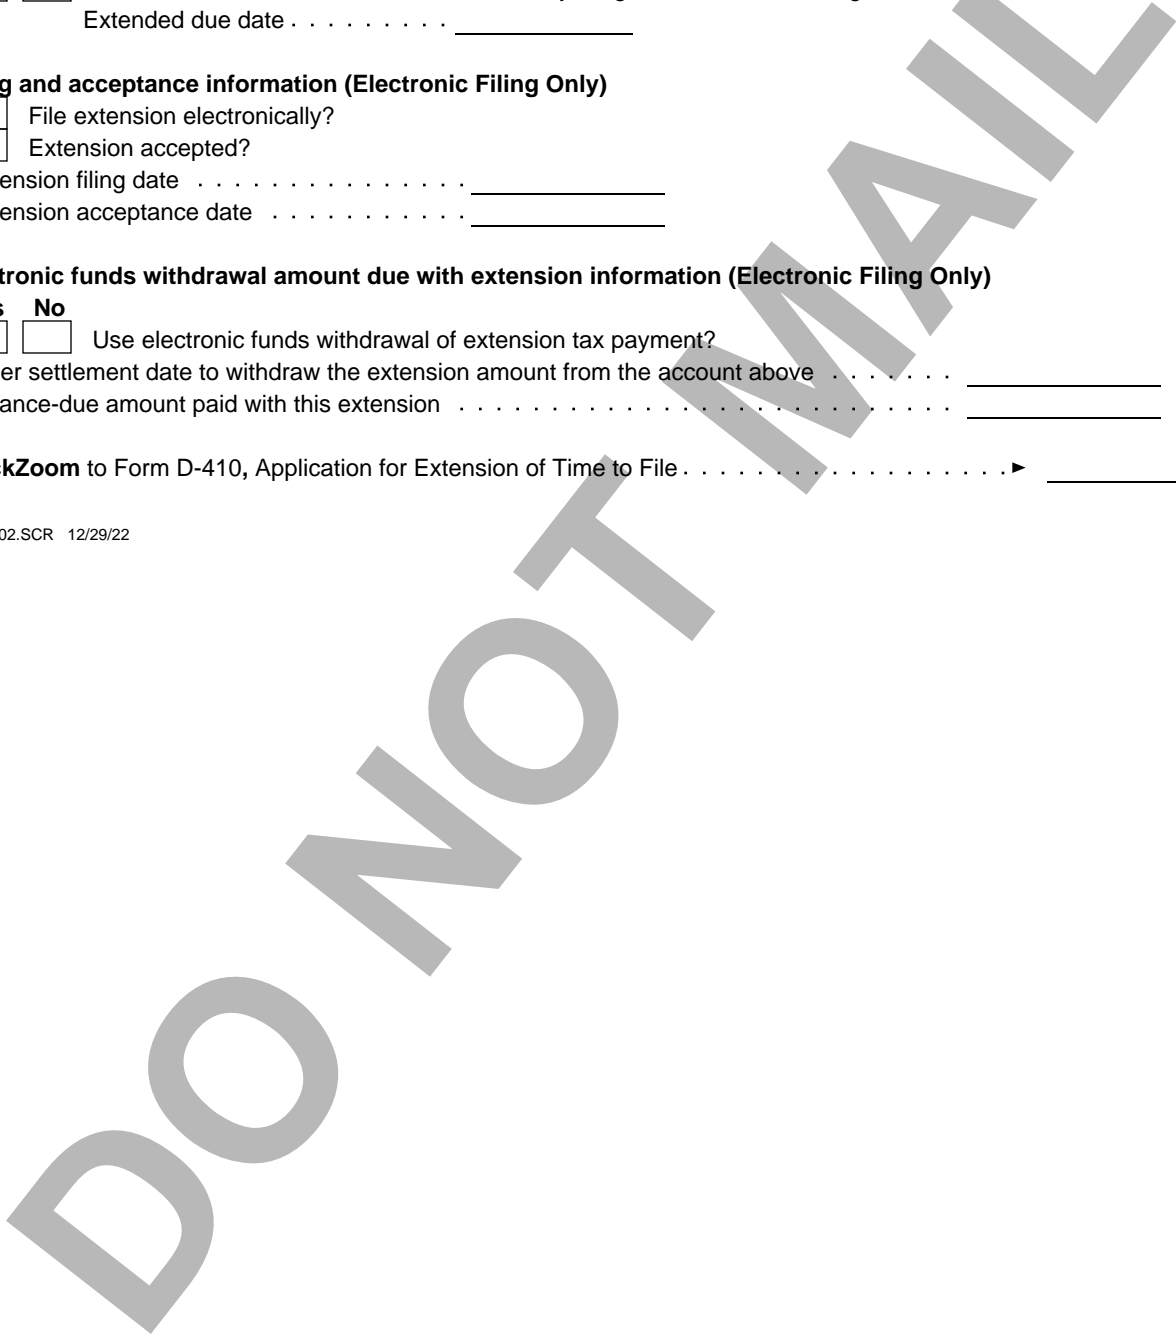 Extended due date . . . . . . . . .
g and acceptance information (Electronic Filing Only)
File extension electronically?
Extension accepted?
ension filing date . . . . . . . . . . . . . . .
ension acceptance date . . . . . . . . . . .
tronic funds withdrawal amount due with extension information (Electronic Filing Only)
s No
Use electronic funds withdrawal of extension tax payment?
er settlement date to withdraw the extension amount from the account above . . . . . . .
ance-due amount paid with this extension . . . . . . . . . . . . . . . . . . . . . . . . . . .
ckZoom to Form D-410, Application for Extension of Time to File . . . . . . . . . . . . . . . . . . ►
02.SCR 12/29/22
DO NOT MAIL